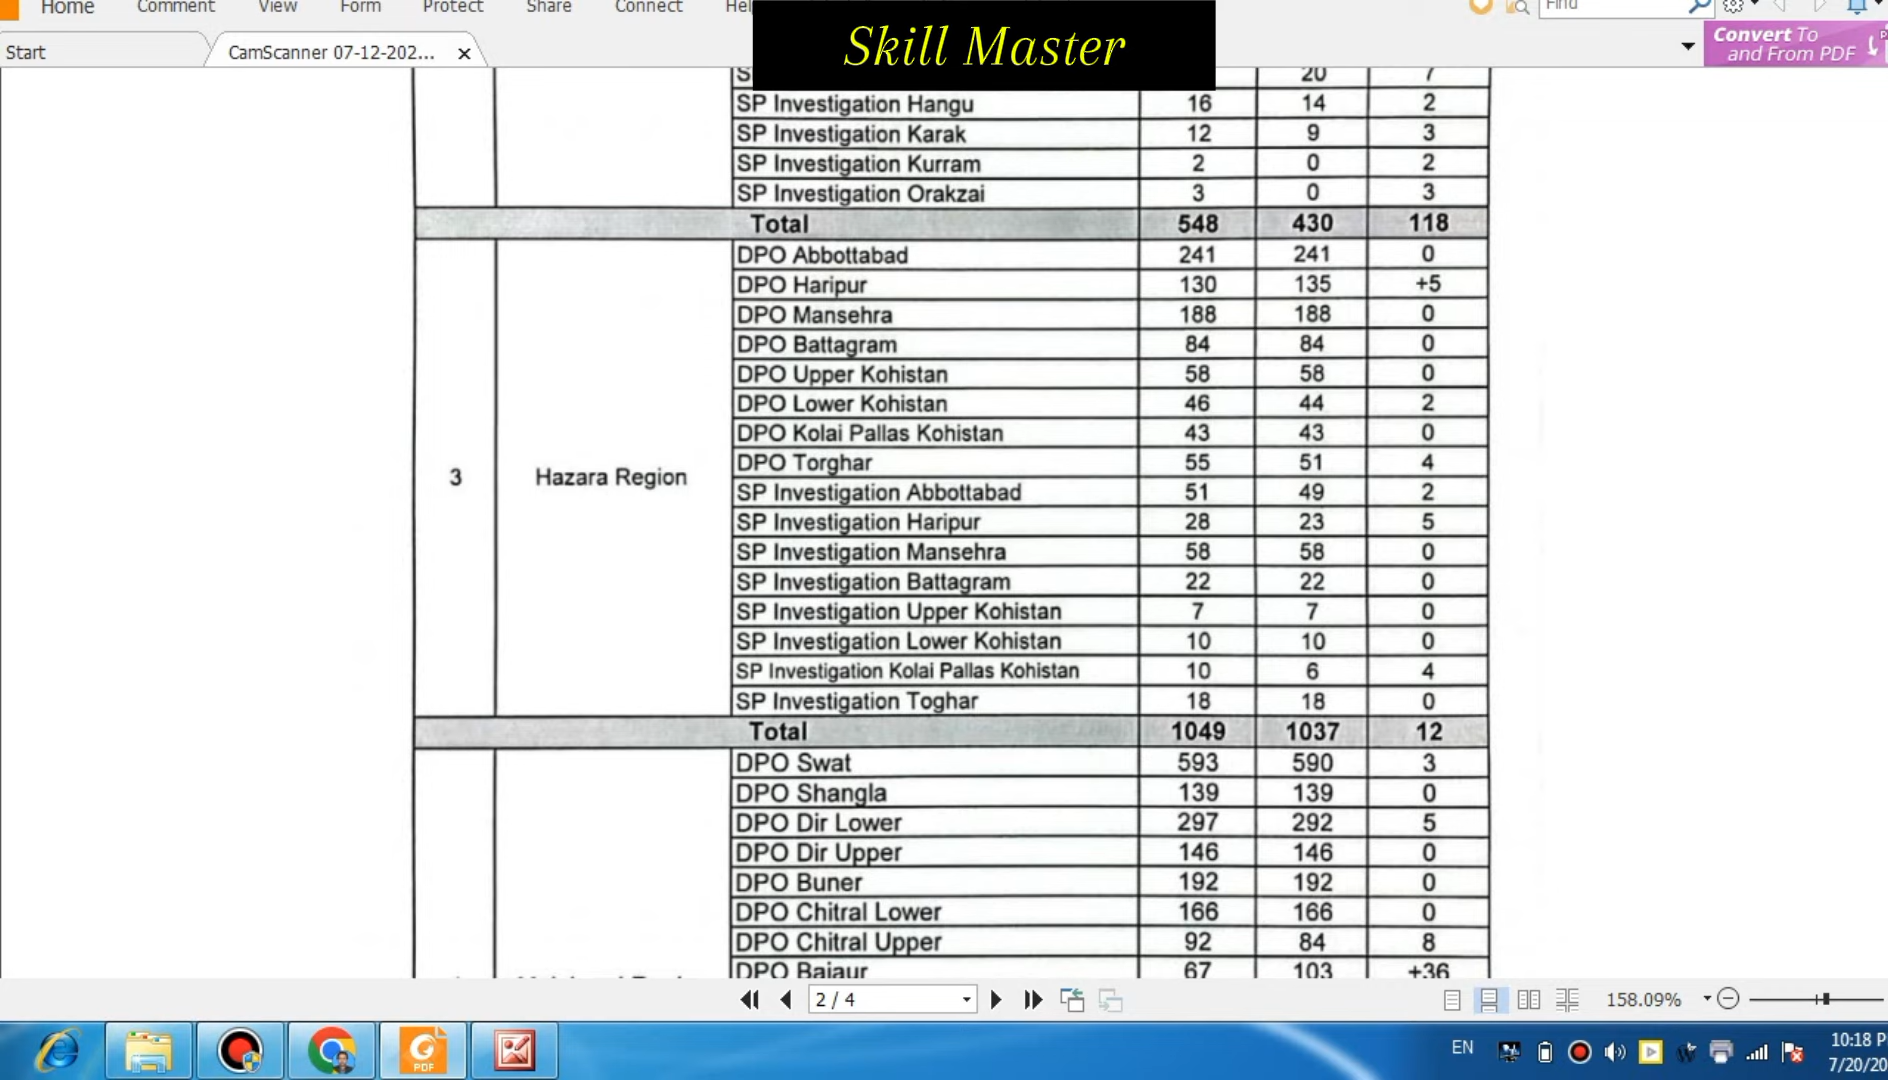 Home Comment View Form Protect Share Connect Find
Skill Master
Start CamScanner 07-12-202... ×
Convert To
and From PDF
20 7
SP Investigation Hangu 16 14 2
SP Investigation Karak 12 9 3
SP Investigation Kurram 2 0 2
SP Investigation Orakzai 3 0 3
Total 548 430 118
DPO Abbottabad 241 241 0
DPO Haripur 130 135 +5
DPO Mansehra 188 188 0
DPO Battagram 84 84 0
DPO Upper Kohistan 58 58 0
DPO Lower Kohistan 46 44 2
DPO Kolai Pallas Kohistan 43 43 0
3 Hazara Region DPO Torghar 55 51 4
SP Investigation Abbottabad 51 49 2
SP Investigation Haripur 28 23 5
SP Investigation Mansehra 58 58 0
SP Investigation Battagram 22 22 0
SP Investigation Upper Kohistan 7 7 0
SP Investigation Lower Kohistan 10 10 0
SP Investigation Kolai Pallas Kohistan 10 6 4
SP Investigation Toghar 18 18 0
Total 1049 1037 12
DPO Swat 593 590 3
DPO Shangla 139 139 0
DPO Dir Lower 297 292 5
DPO Dir Upper 146 146 0
DPO Buner 192 192 0
DPO Chitral Lower 166 166 0
DPO Chitral Upper 92 84 8
DPO Bajaur 67 103 +36
2 / 4 158.09%
PDF EN 10:18 P
7/20/20